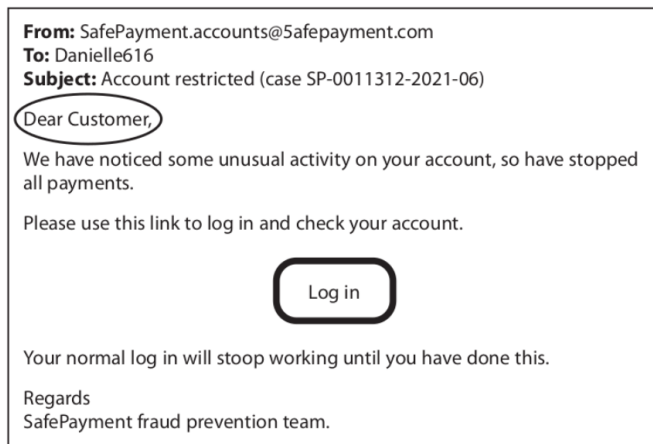 From: SafePayment.accounts@5afepayment.com
To: Danielle616
Subject: Account restricted (case SP-0011312-2021-06)
Dear Customer,
We have noticed some unusual activity on your account, so have stopped
all payments.
Please use this link to log in and check your account.
Log in
Your normal log in will stoop working until you have done this.
Regards
SafePayment fraud prevention team.